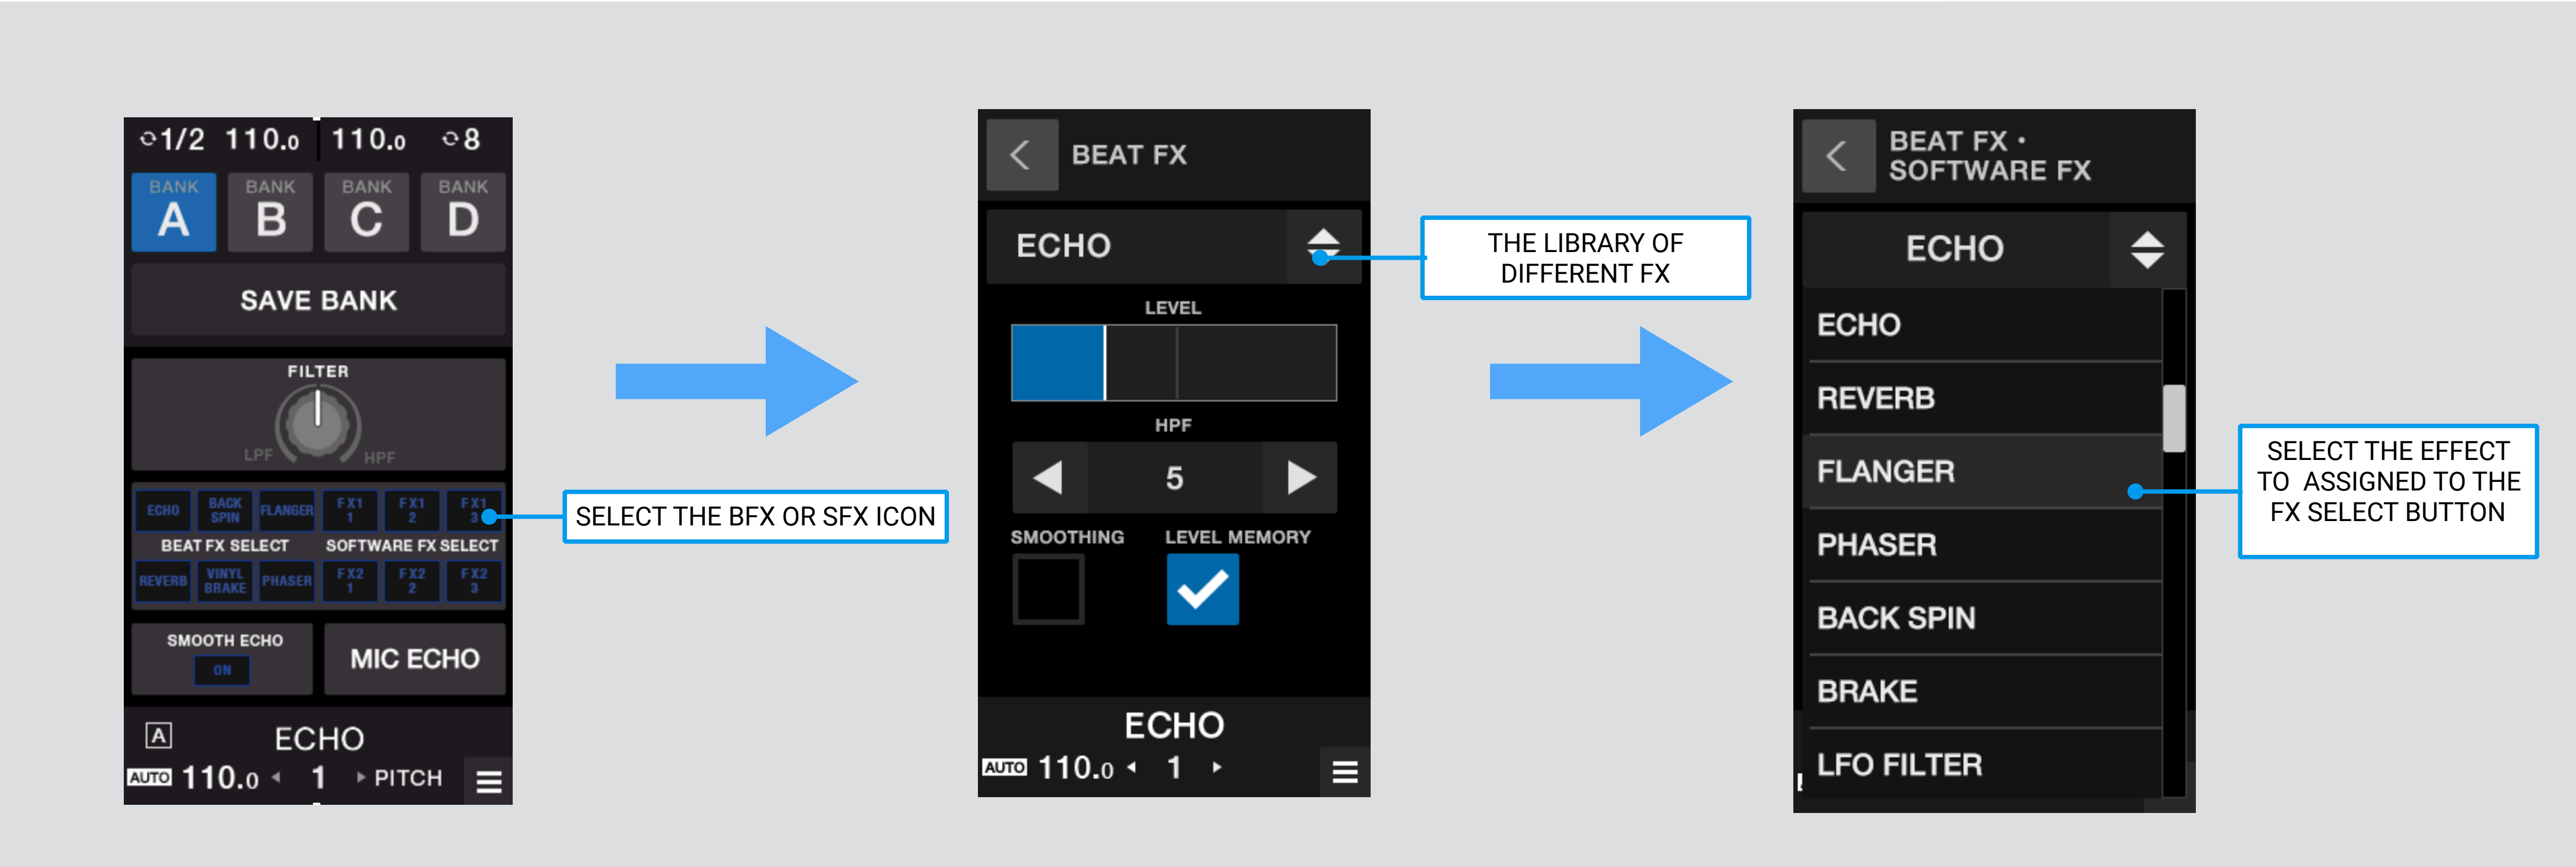 1/2 110.0 110.0 8
BANK BANK BANK BANK
A B C D
SAVE BANK
FILTER
LPF HPF
ECHO BACK SPIN FLANGER FX1 1 FX1 2 FX1 3
BEAT FX SELECT SOFTWARE FX SELECT
REVERB VINYL BRAKE PHASER FX2 1 FX2 2 FX2 3
SMOOTH ECHO
ON
MIC ECHO
A ECHO
AUTO 110.0 1 PITCH
SELECT THE BFX OR SFX ICON
BEAT FX
ECHO
LEVEL
HPF
5
SMOOTHING LEVEL MEMORY
ECHO
AUTO 110.0 1
THE LIBRARY OF
DIFFERENT FX
BEAT FX •
SOFTWARE FX
ECHO
ECHO
REVERB
FLANGER
PHASER
BACK SPIN
BRAKE
LFO FILTER
SELECT THE EFFECT
TO ASSIGNED TO THE
FX SELECT BUTTON